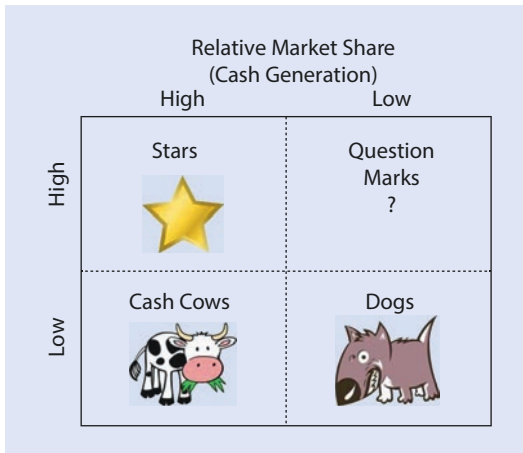 Relative Market Share
(Cash Generation)
High Low
High
Stars
Question
Marks
?
Low
Cash Cows
Dogs